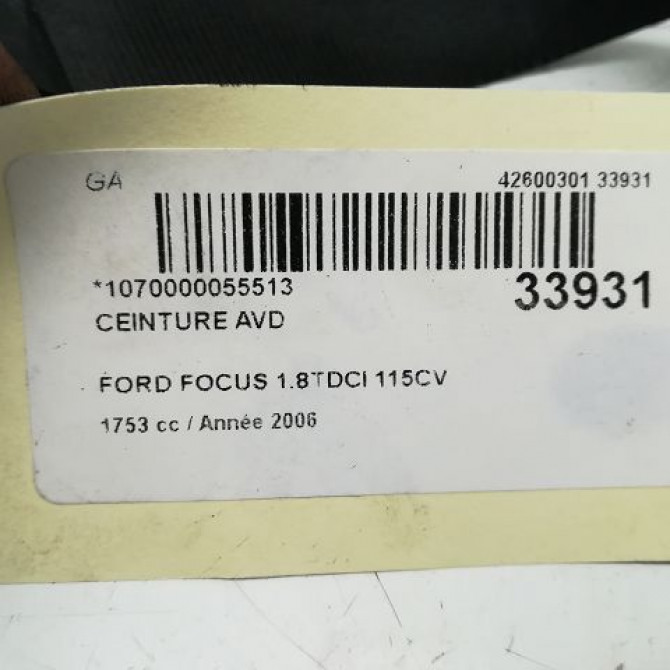 GA 42600301 33931
*1070000055513 33931
CEINTURE AVD
FORD FOCUS 1.8TDCI 115CV
1753 cc / Année 2006